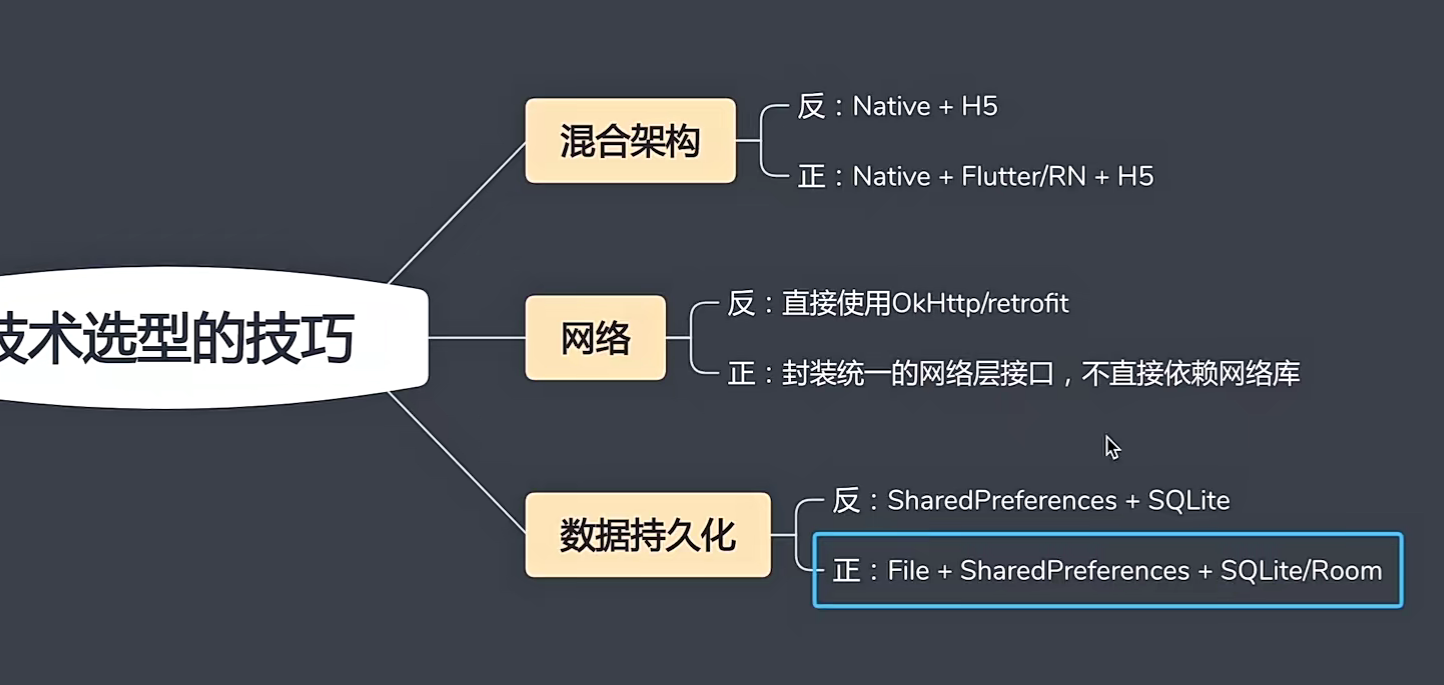 混合架构
反：Native + H5
正：Native + Flutter/RN + H5
技术选型的技巧
网络
反：直接使用OkHttp/retrofit
正：封装统一的网络层接口，不直接依赖网络库
数据持久化
反：SharedPreferences + SQLite
正：File + SharedPreferences + SQLite/Room